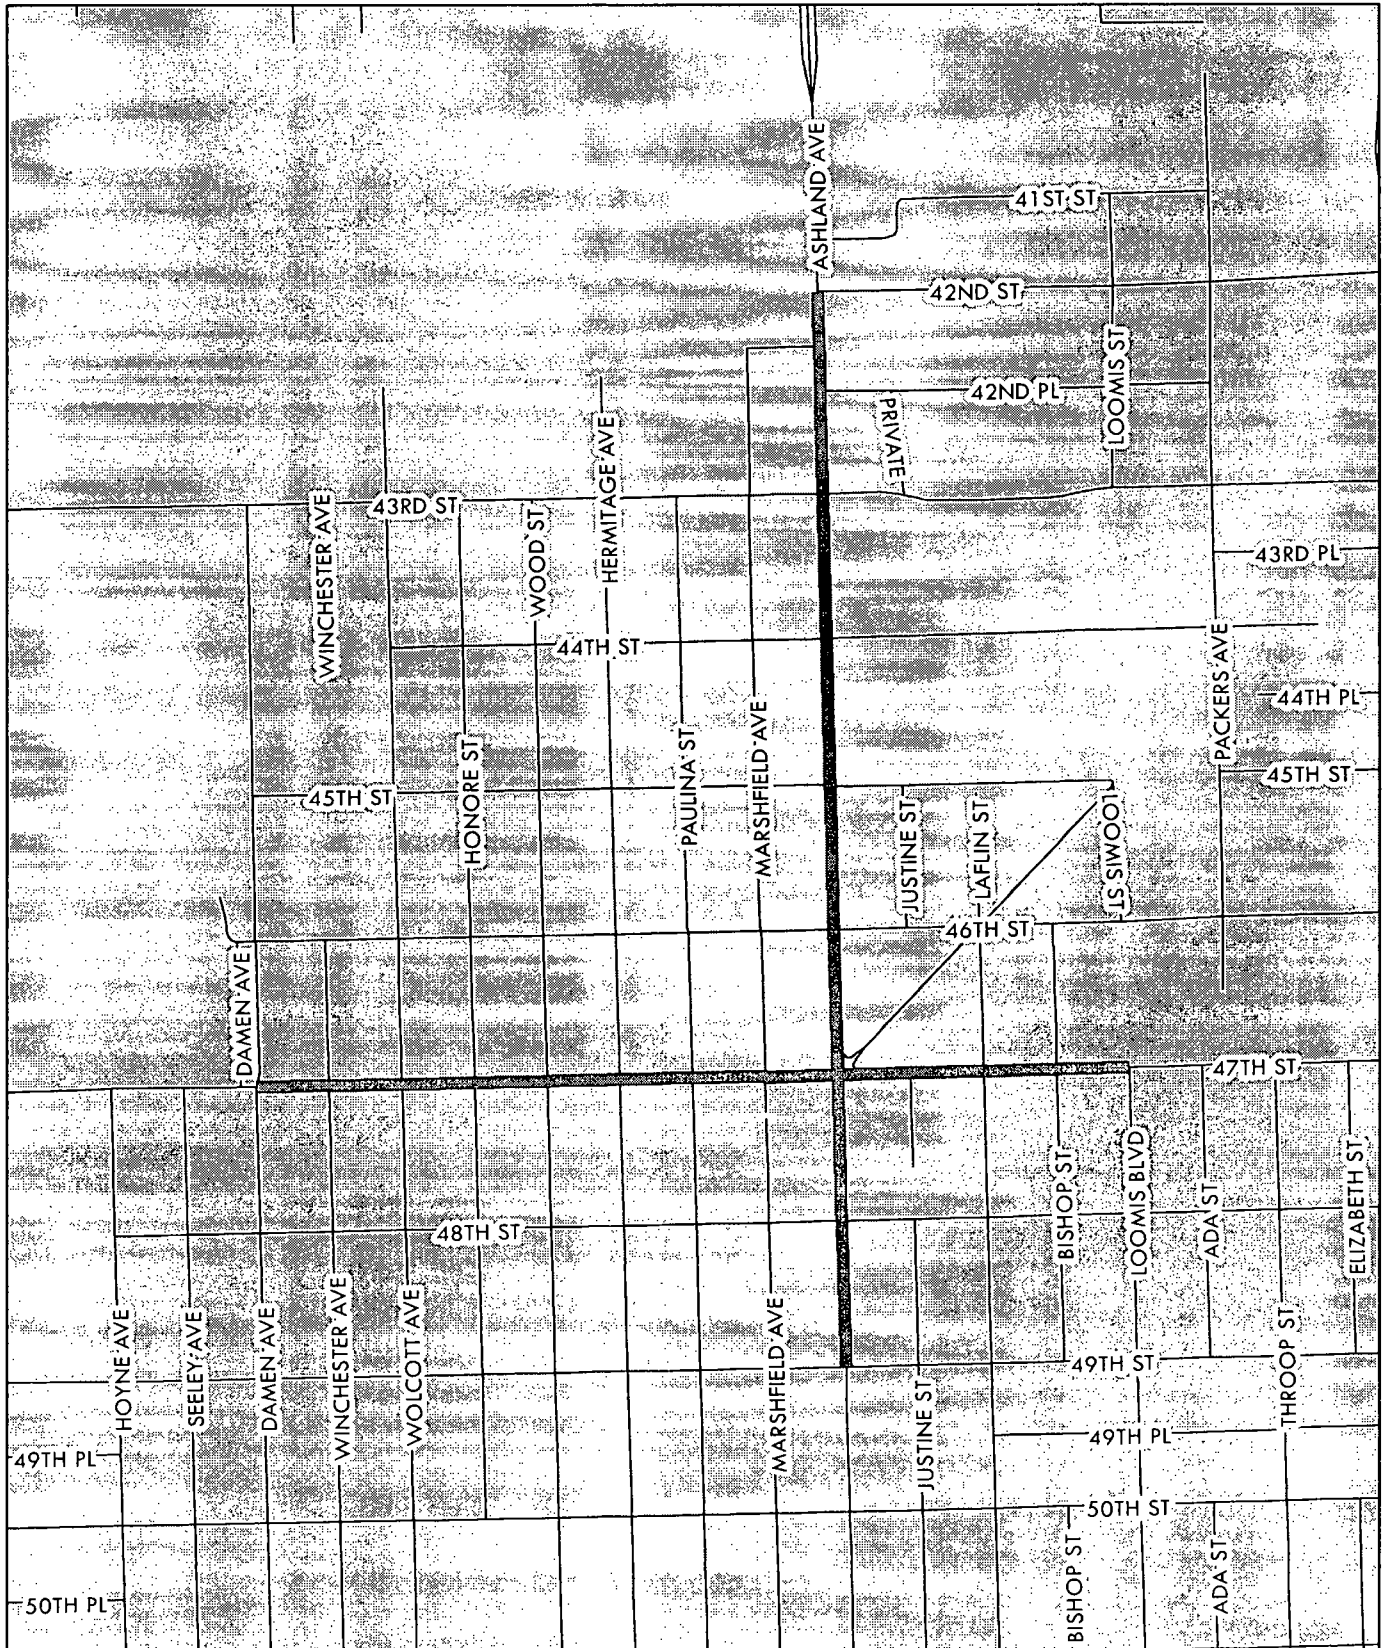 ASHLAND AVE
41ST ST
42ND ST
LOOMIS ST
42ND PL
PRIVATE
HERMITAGE AVE
WINCHESTER AVE
43RD ST
WOOD ST
43RD PL
44TH ST
PACKERS AVE
44TH PL
HONORE ST
PAULINA ST
MARSHFIELD AVE
45TH ST
45TH ST
JUSTINE ST
LAFLIN ST
LOOMIS ST
46TH ST
DAMEN AVE
47TH ST
BISHOP ST
LOOMIS BLVD
ADA ST
ELIZABETH ST
48TH ST
HOYNE AVE
SEELEY AVE
DAMEN AVE
WINCHESTER AVE
WOLCOTT AVE
MARSHFIELD AVE
49TH ST
THROOP ST
JUSTINE ST
49TH PL
49TH PL
50TH ST
BISHOP ST
ADA ST
50TH PL